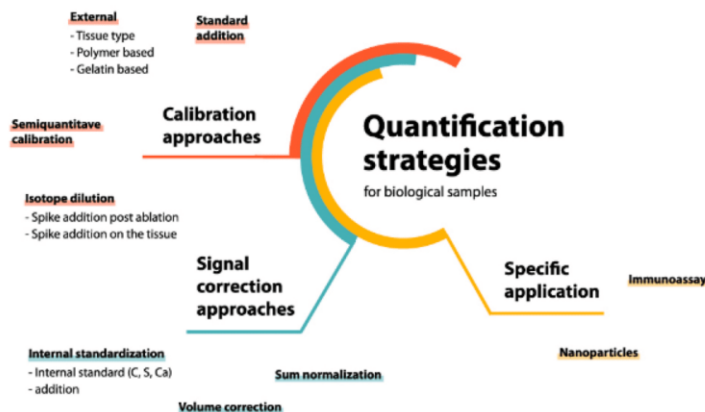 External
- Tissue type
- Polymer based
- Gelatin based
Standard
addition
Semiquantitave
calibration
Calibration
approaches
Quantification
strategies
for biological samples
Isotope dilution
- Spike addition post ablation
- Spike addition on the tissue
Signal
correction
approaches
Specific
application
Immunoassay
Nanoparticles
Internal standardization
- Internal standard (C, S, Ca)
- addition
Sum normalization
Volume correction